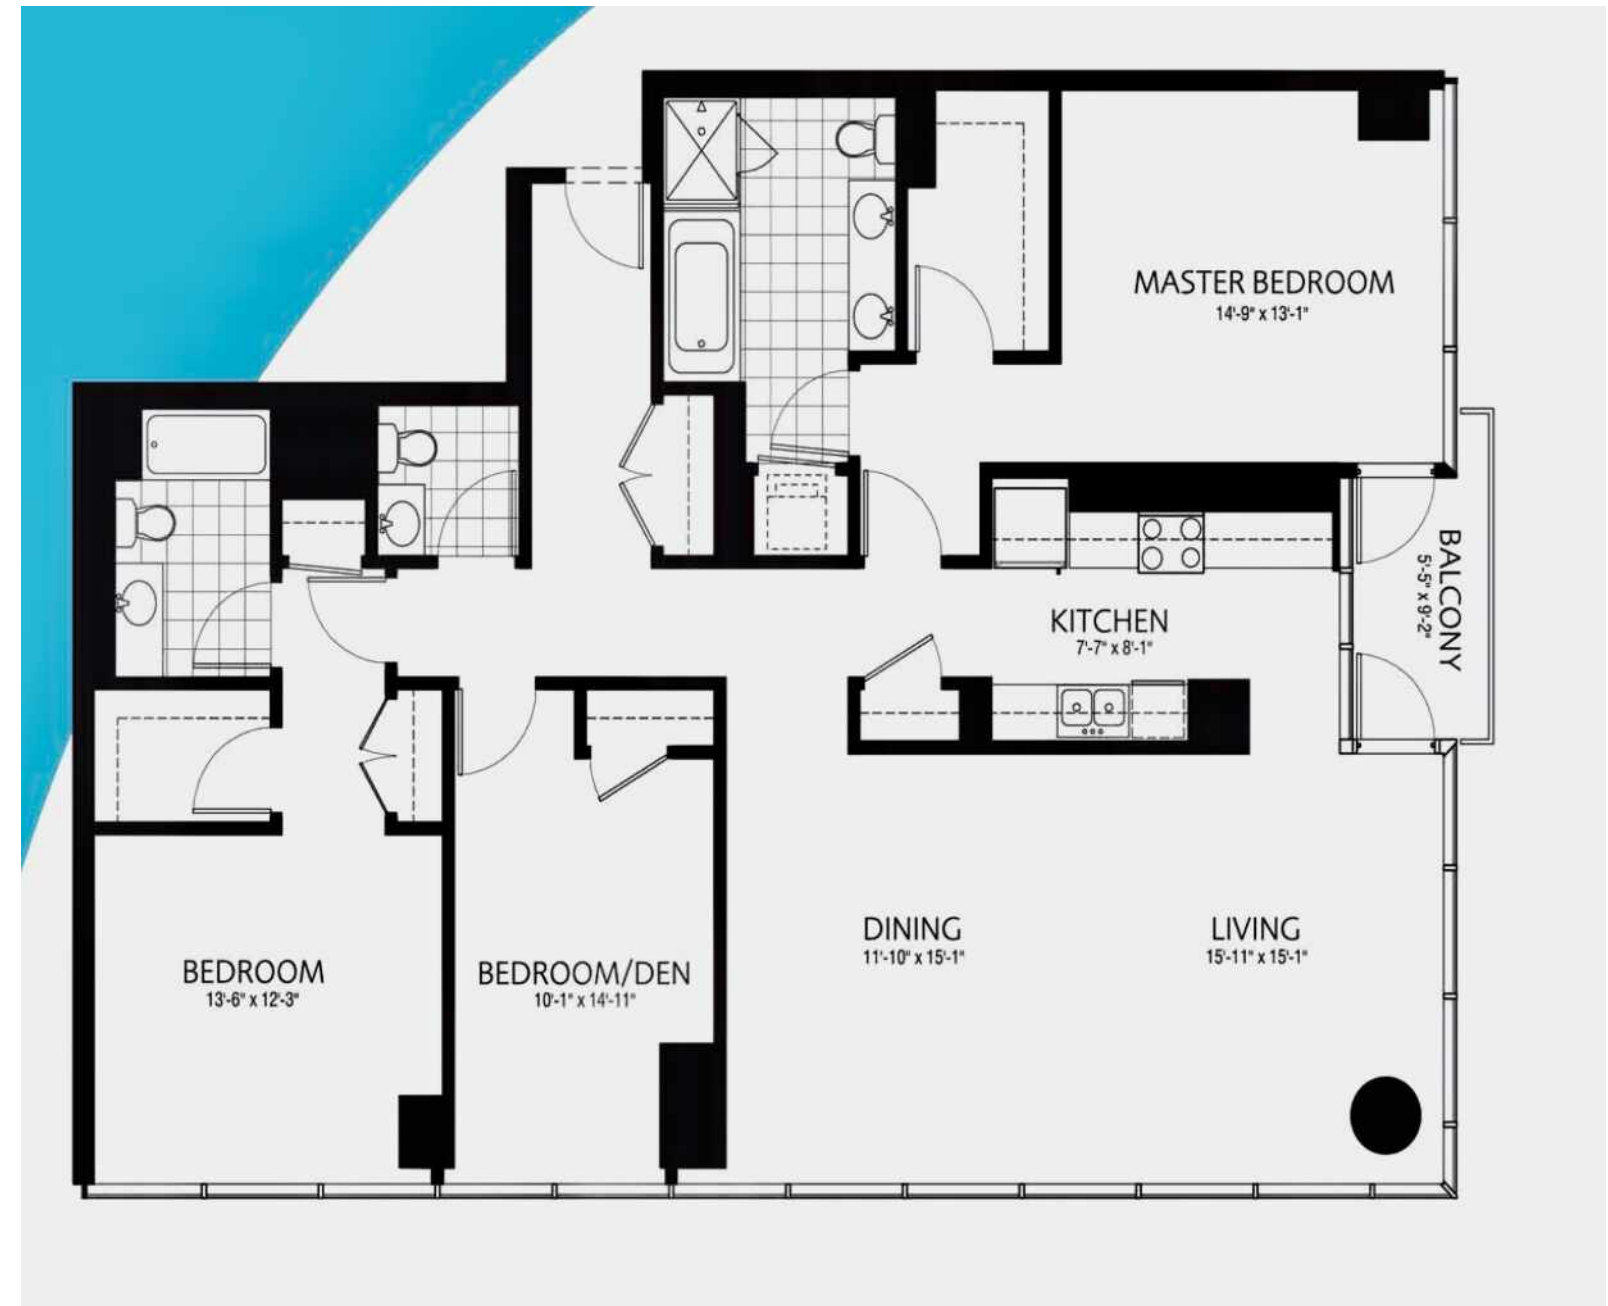 MASTER BEDROOM
14'-9" x 13'-1"
BALCONY
5'-5" x 9'-2"
KITCHEN
7'-7" x 8'-1"
DINING
11'-10" x 15'-1"
LIVING
15'-11" x 15'-1"
BEDROOM
13'-6" x 12'-3"
BEDROOM/DEN
10'-1" x 14'-11"